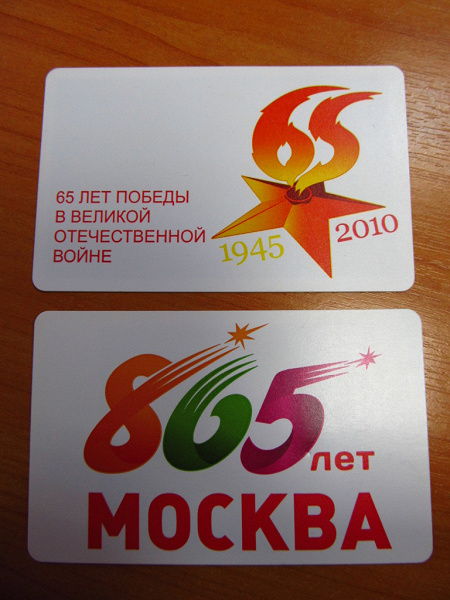 65
65 ЛЕТ ПОБЕДЫ
В ВЕЛИКОЙ
ОТЕЧЕСТВЕННОЙ
ВОЙНЕ
1945 2010
865 лет
МОСКВА